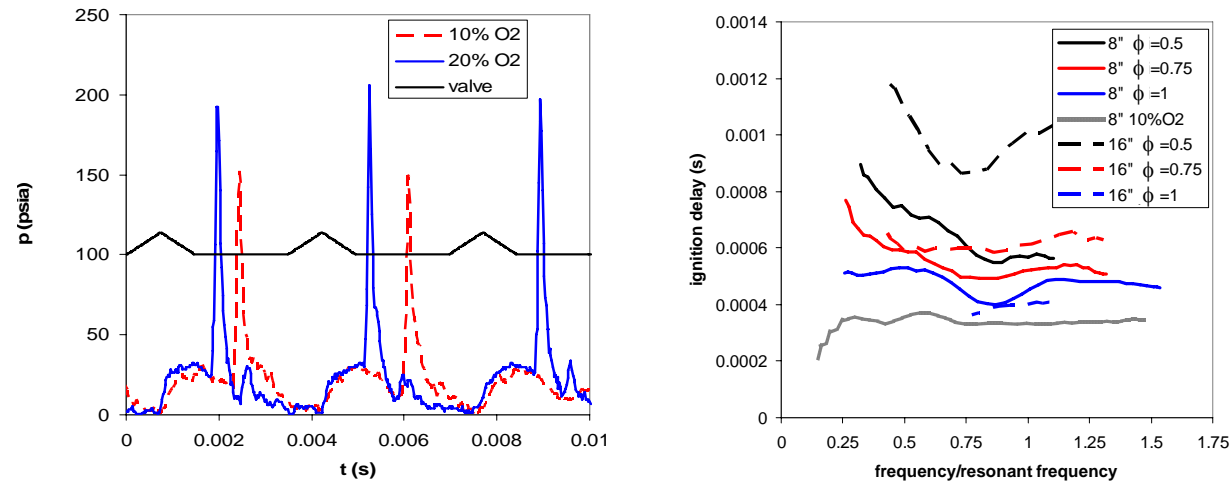 250
200
150
100
50
0
p (psia)
10% O2
20% O2
valve
0
0.002
0.004
0.006
0.008
0.01
t (s)
0.0014
0.0012
0.001
0.0008
0.0006
0.0004
0.0002
0
ignition delay (s)
8" ϕ=0.5
8" ϕ=0.75
8" ϕ=1
8" 10%O2
16" ϕ=0.5
16" ϕ=0.75
16" ϕ=1
0
0.25
0.5
0.75
1
1.25
1.5
1.75
frequency/resonant frequency